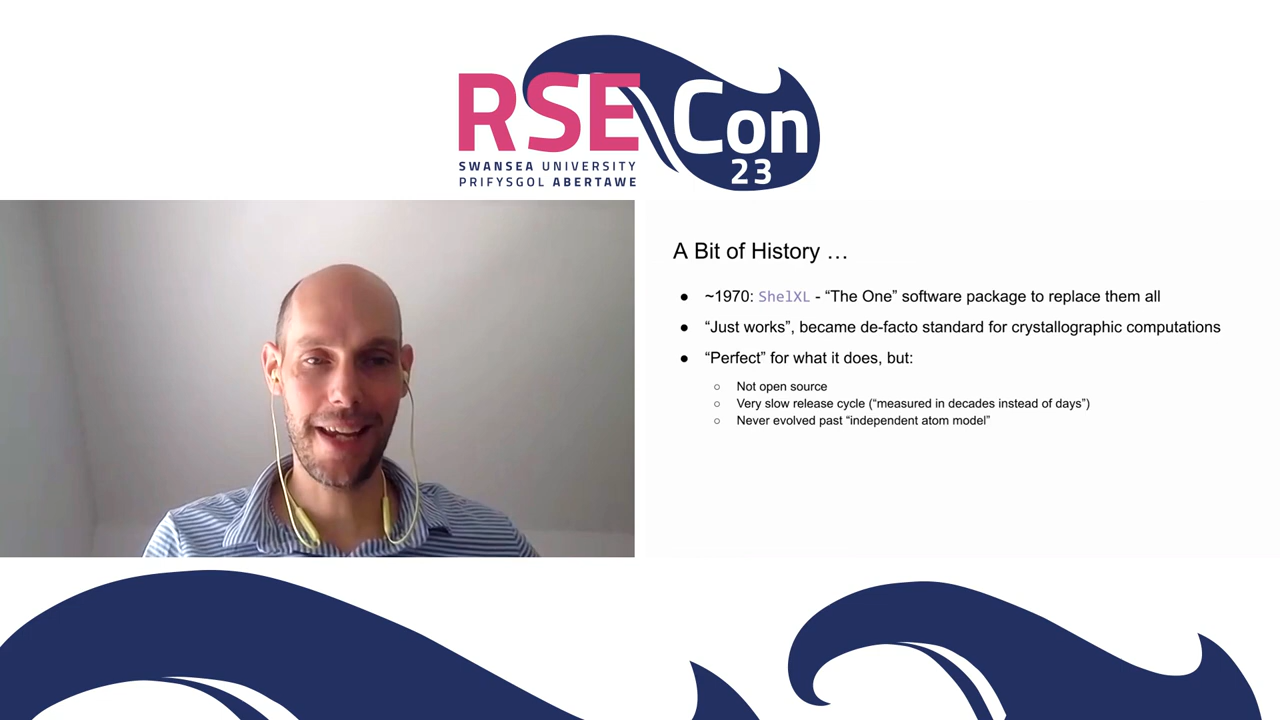 RSE Con
23
SWANSEA UNIVERSITY
PRIFYSGOL ABERTAWE
A Bit of History …
● ~1970: ShelXL - “The One” software package to replace them all
● “Just works”, became de-facto standard for crystallographic computations
● “Perfect” for what it does, but:
○ Not open source
○ Very slow release cycle (“measured in decades instead of days”)
○ Never evolved past “independent atom model”